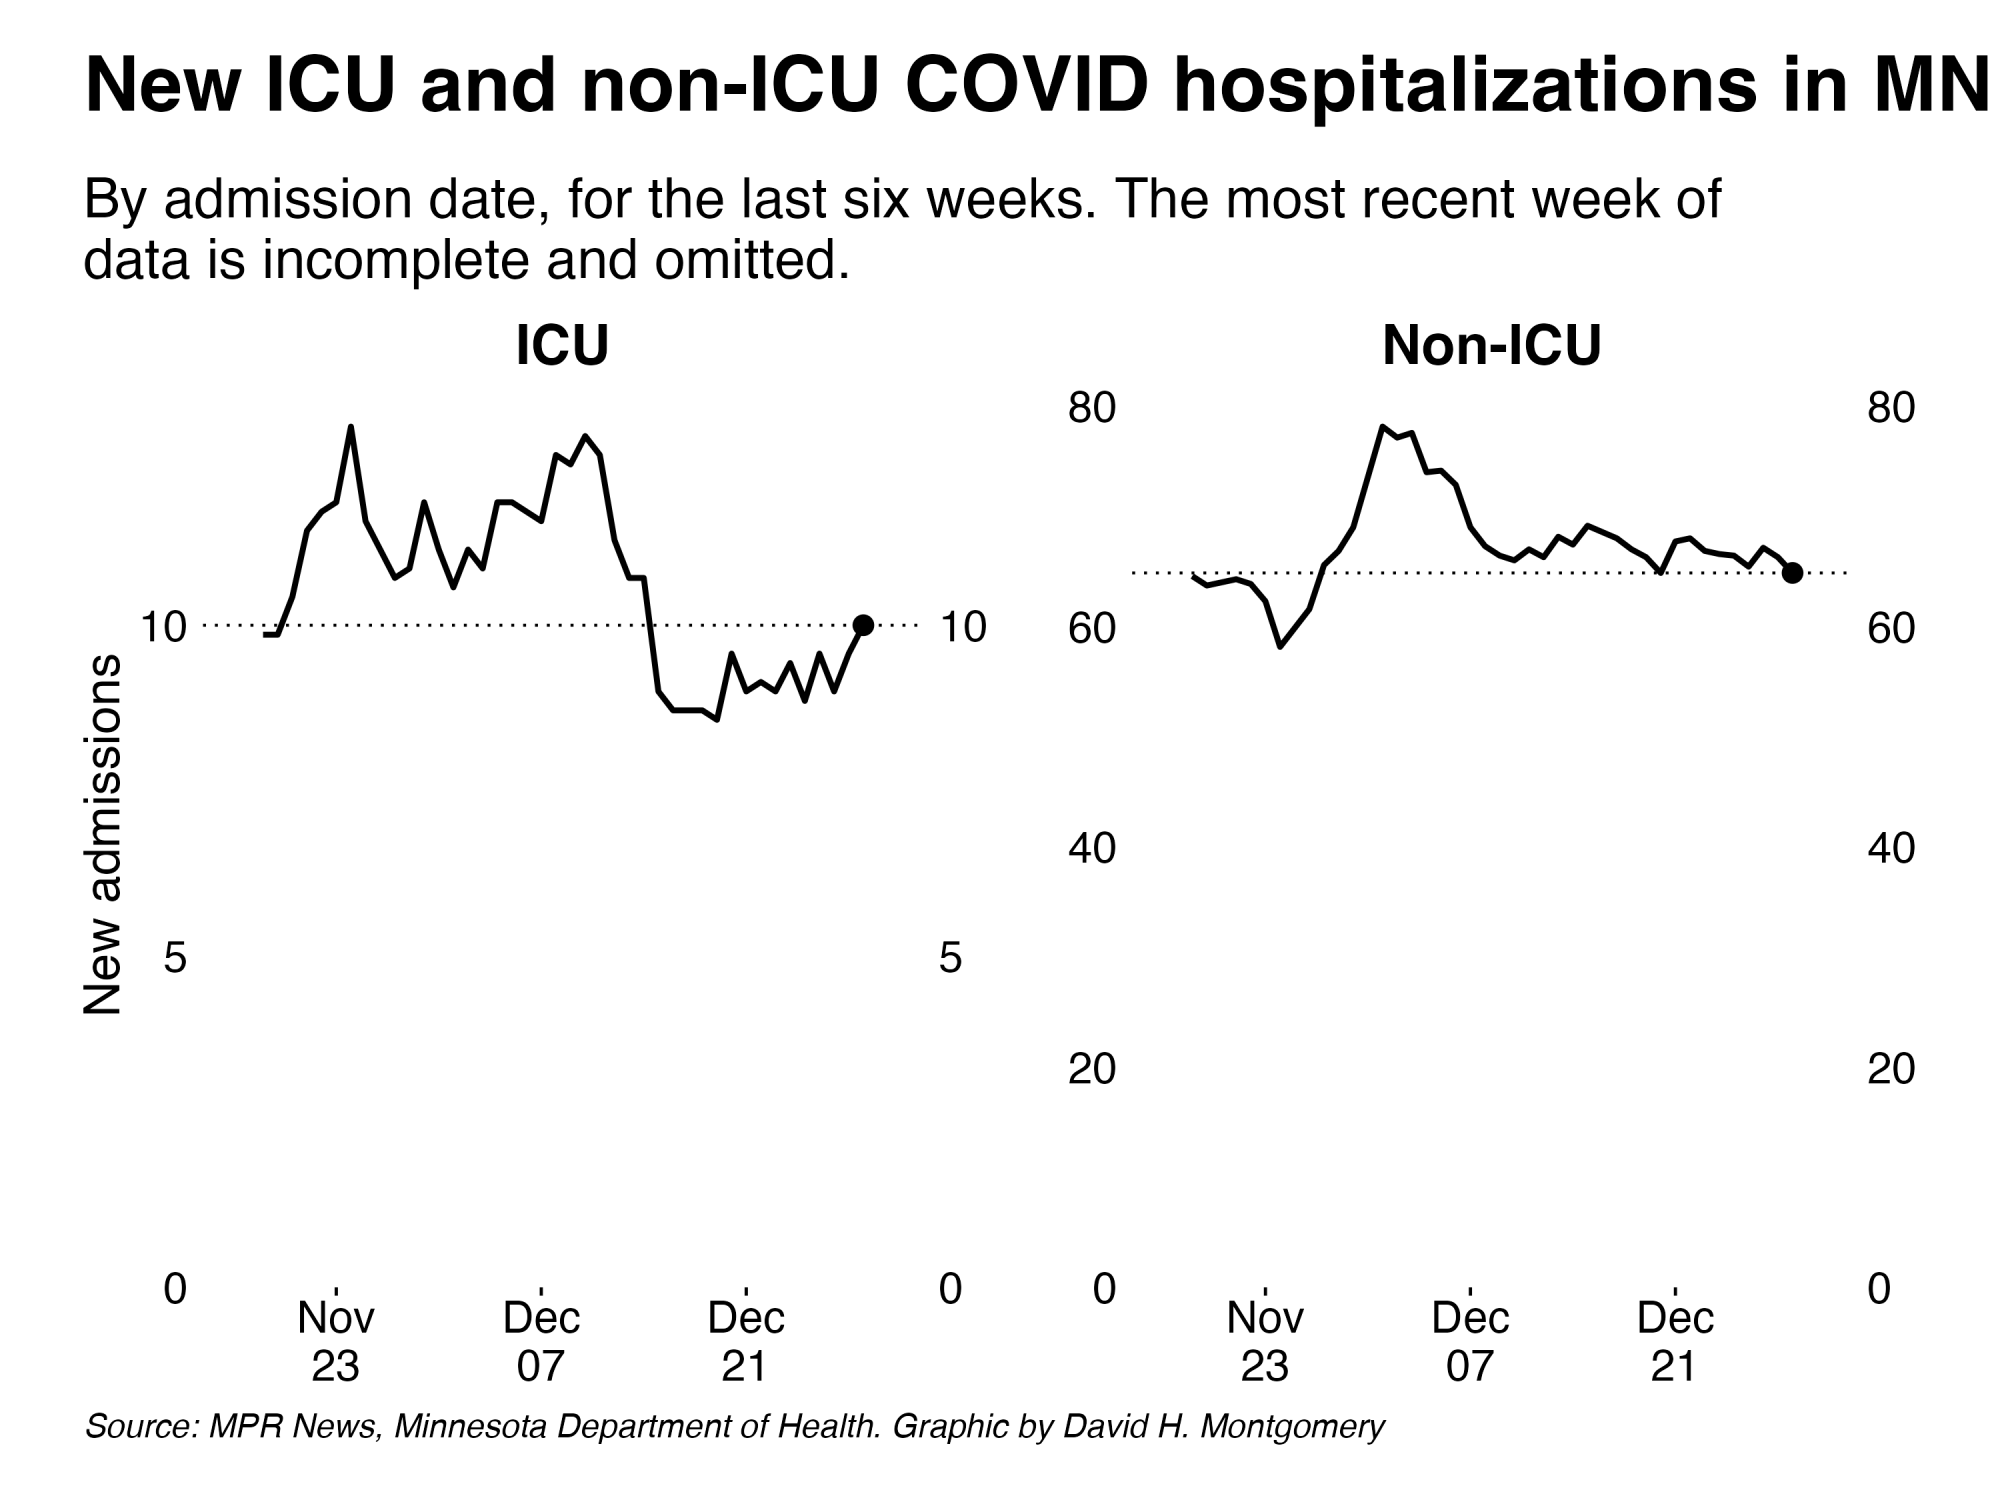 New ICU and non-ICU COVID hospitalizations in MN
By admission date, for the last six weeks. The most recent week of
data is incomplete and omitted.
ICU
Non-ICU
New admissions
10
5
0
10
5
0
80
60
40
20
0
80
60
40
20
0
Nov
23
Dec
07
Dec
21
Nov
23
Dec
07
Dec
21
Source: MPR News, Minnesota Department of Health. Graphic by David H. Montgomery